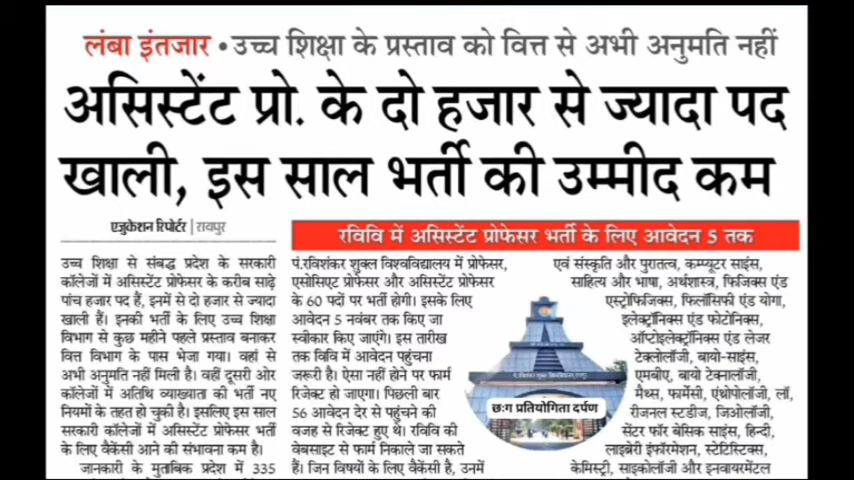 लंबा इंतजार • उच्च शिक्षा के प्रस्ताव को वित्त से अभी अनुमति नहीं
असिस्टेंट प्रो. के दो हजार से ज्यादा पद
खाली, इस साल भर्ती की उम्मीद कम
एजुकेशन रिपोर्टर | रायपुर
उच्च शिक्षा से संबद्ध प्रदेश के सरकारी
कॉलेजों में असिस्टेंट प्रोफेसर के करीब साढ़े
पांच हजार पद हैं, इनमें से दो हजार से ज्यादा
खाली हैं। इनकी भर्ती के लिए उच्च शिक्षा
विभाग से कुछ महीने पहले प्रस्ताव बनाकर
वित्त विभाग के पास भेजा गया। वहां से
अभी अनुमति नहीं मिली है। वहीं दूसरी ओर
कॉलेजों में अतिथि व्याख्याता की भर्ती नए
नियमों के तहत हो चुकी है। इसलिए इस साल
सरकारी कॉलेजों में असिस्टेंट प्रोफेसर भर्ती
के लिए वैकेंसी आने की संभावना कम है।
जानकारी के मुताबिक प्रदेश में 335
रविवि में असिस्टेंट प्रोफेसर भर्ती के लिए आवेदन 5 तक
पं.रविशंकर शुक्ल विश्वविद्यालय में प्रोफेसर,
एसोसिएट प्रोफेसर और असिस्टेंट प्रोफेसर
के 60 पदों पर भर्ती होगी। इसके लिए
आवेदन 5 नवंबर तक किए जा
स्वीकार किए जाएंगे। इस तारीख
तक विवि में आवेदन पहुंचना
जरूरी है। ऐसा नहीं होने पर फार्म
रिजेक्ट हो जाएगा। पिछली बार
56 आवेदन देर से पहुंचने की
वजह से रिजेक्ट हुए थे। रविवि की
वेबसाइट से फार्म निकाले जा सकते
हैं। जिन विषयों के लिए वैकेंसी है, उनमें
एवं संस्कृति और पुरातत्व, कम्प्यूटर साइंस,
साहित्य और भाषा, अर्थशास्त्र, फिजिक्स एंड
एस्ट्रोफिजिक्स, फिलॉसिफी एंड योगा,
इलेक्ट्रॉनिक्स एंड फोटोनिक्स,
ऑप्टोइलेक्ट्रॉनिक्स एंड लेजर
टेक्लोलॉजी, बायो-साइंस,
एमबीए, बायो टेक्नालॉजी,
मैथ्स, फार्मेसी, एंथ्रोपोलॉजी, लॉ,
रीजनल स्टडीज, जिओलॉजी,
सेंटर फॉर बेसिक साइंस, हिन्दी,
लाइब्रेरी इंफॉरमेशन, स्टेटिस्टिक्स,
केमिस्ट्री, साइकोलॉजी और इनवायरमेंटल
छःग प्रतियोगिता दर्पण